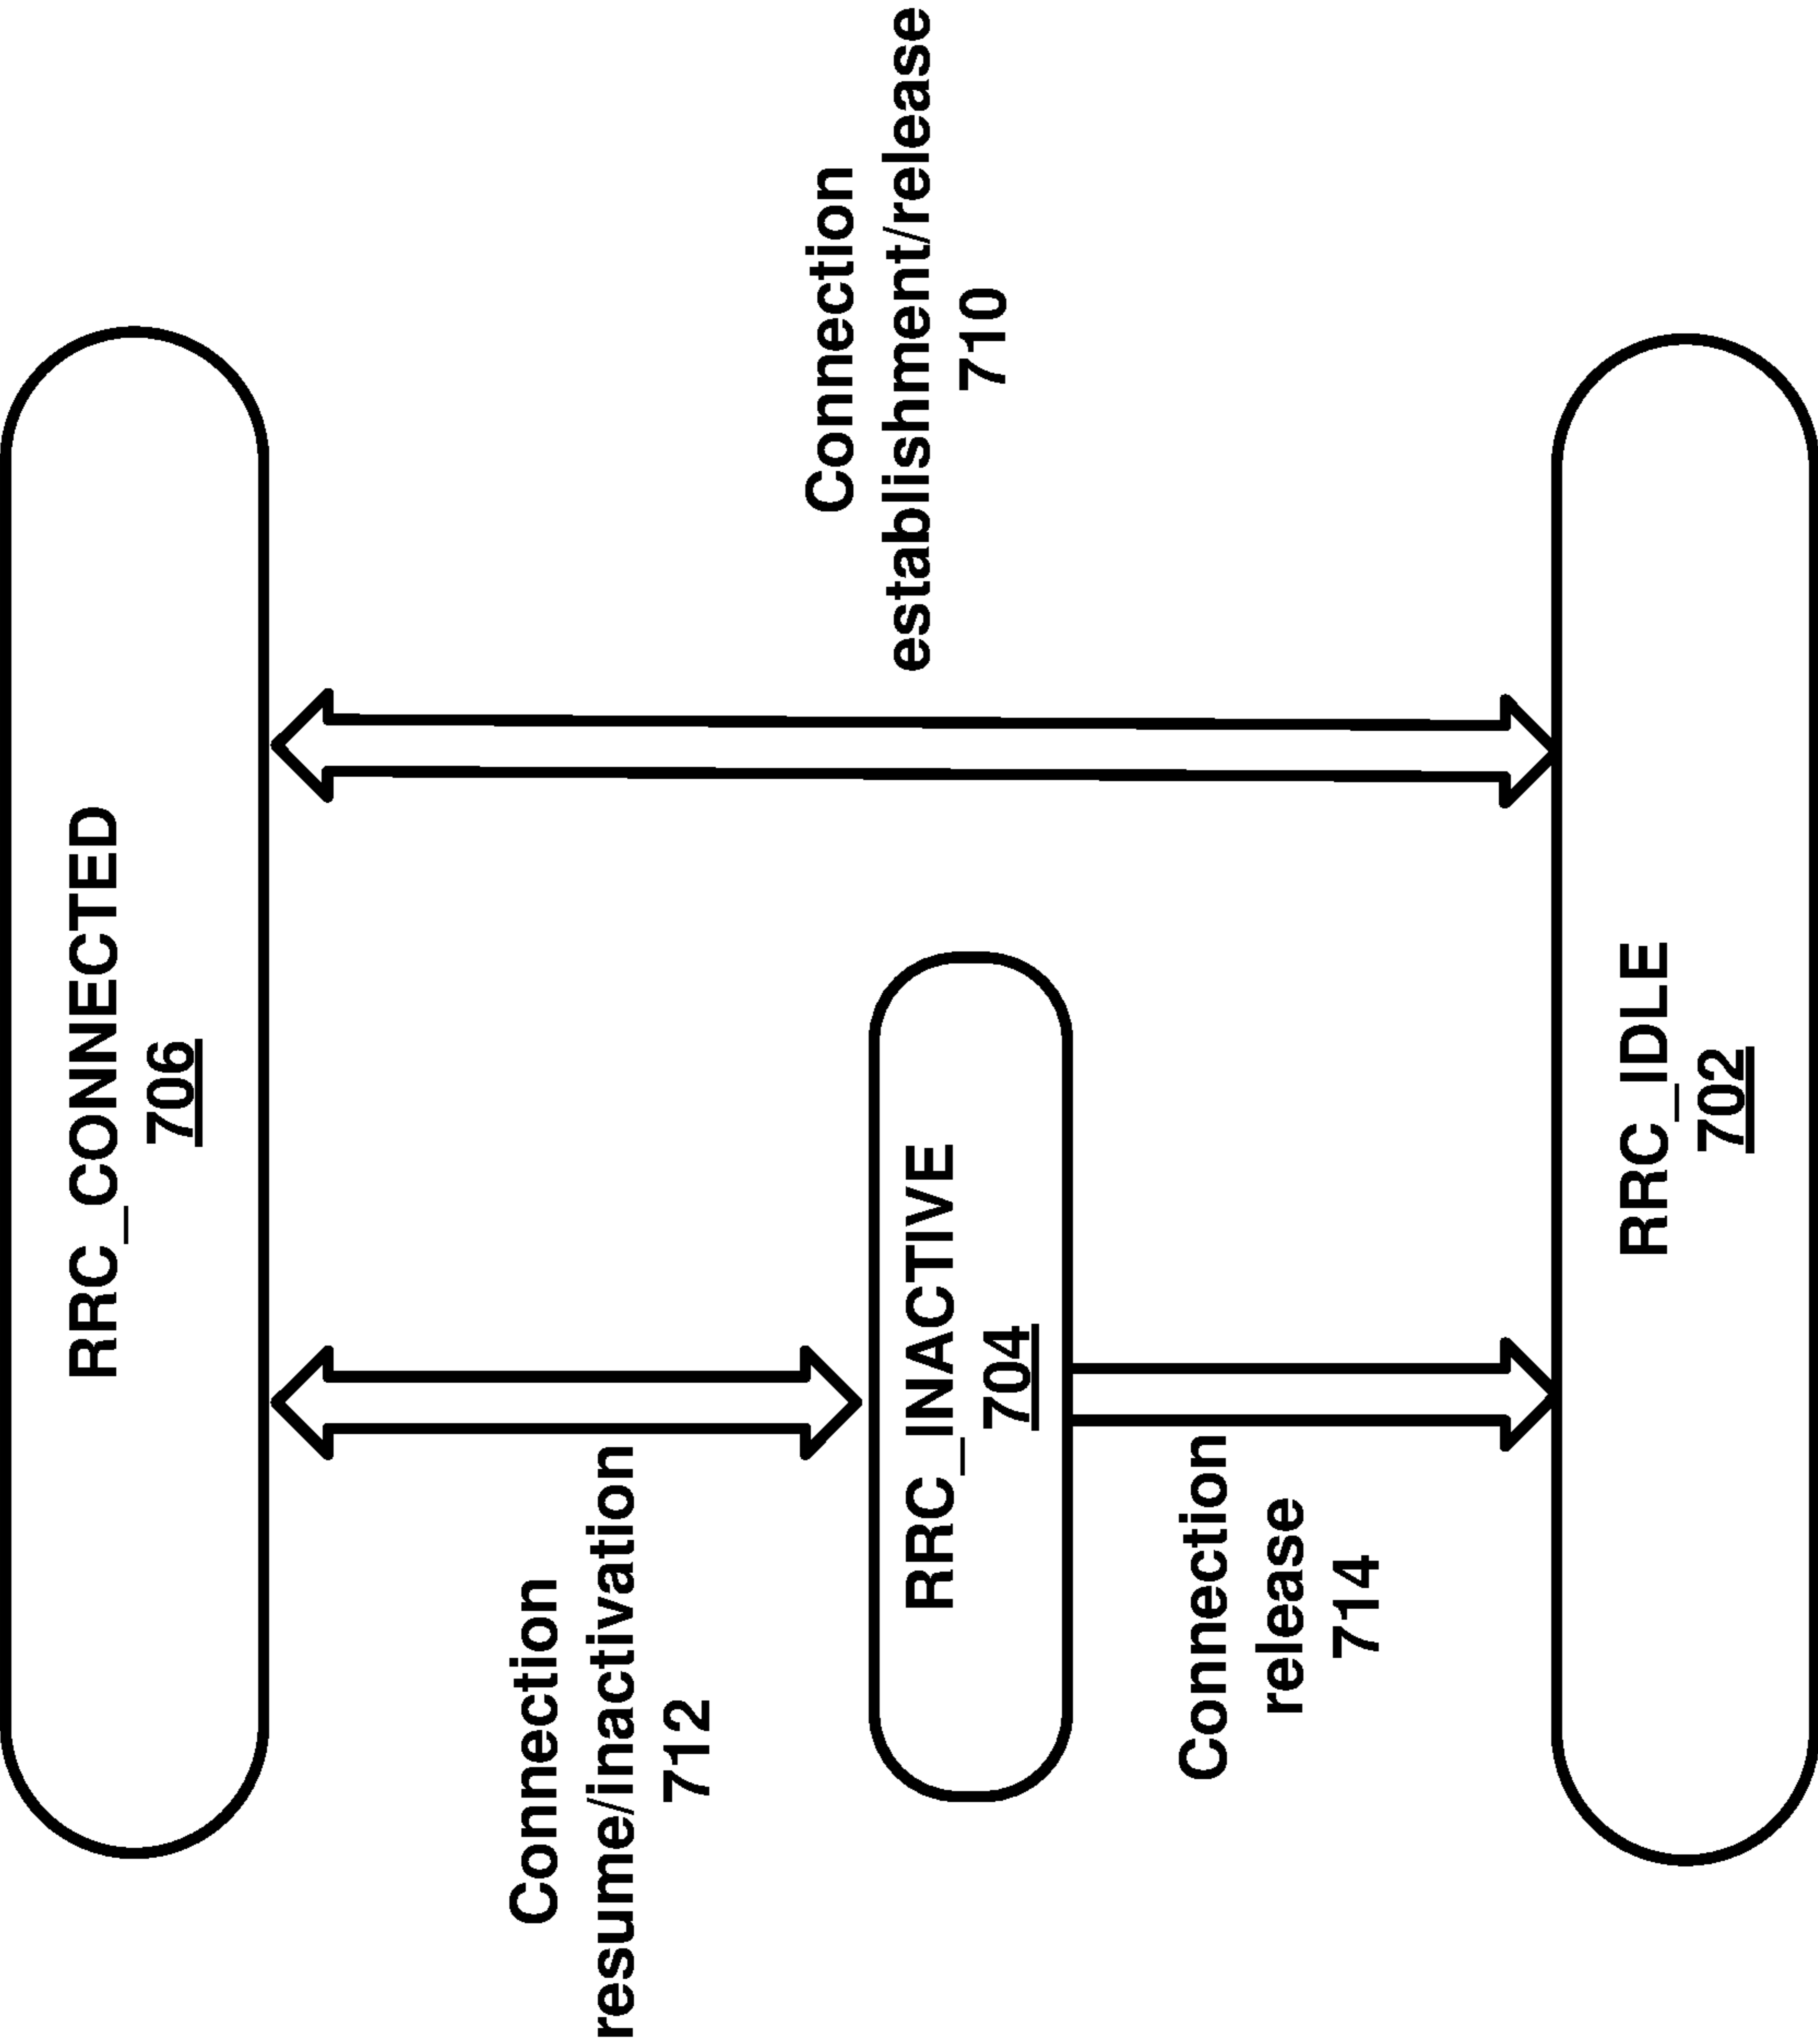 RRC_CONNECTED
706
Connection
resume/inactivation
712
Connection
establishment/release
710
RRC_INACTIVE
704
Connection
release
714
RRC_IDLE
702